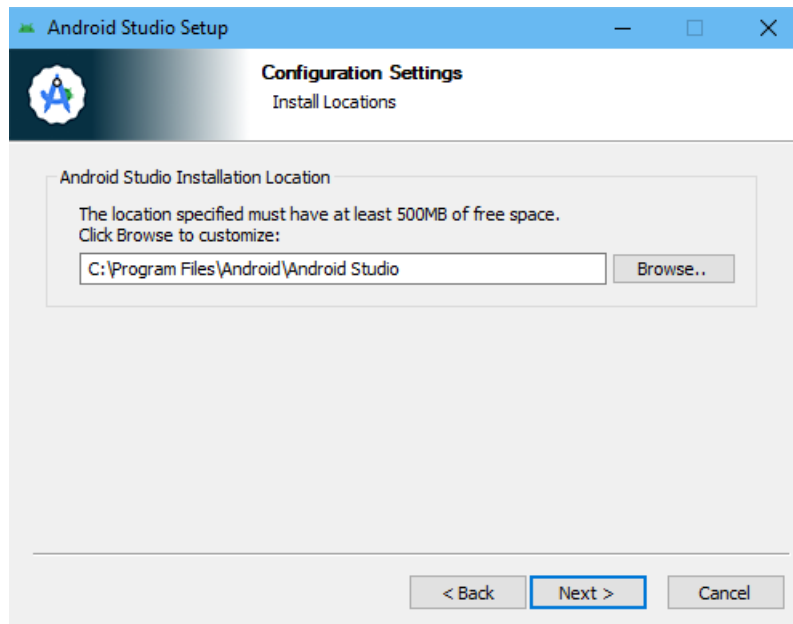 Android Studio Setup
Configuration Settings
Install Locations
Android Studio Installation Location
The location specified must have at least 500MB of free space.
Click Browse to customize:
C:\Program Files\Android\Android Studio
Browse..
< Back
Next >
Cancel